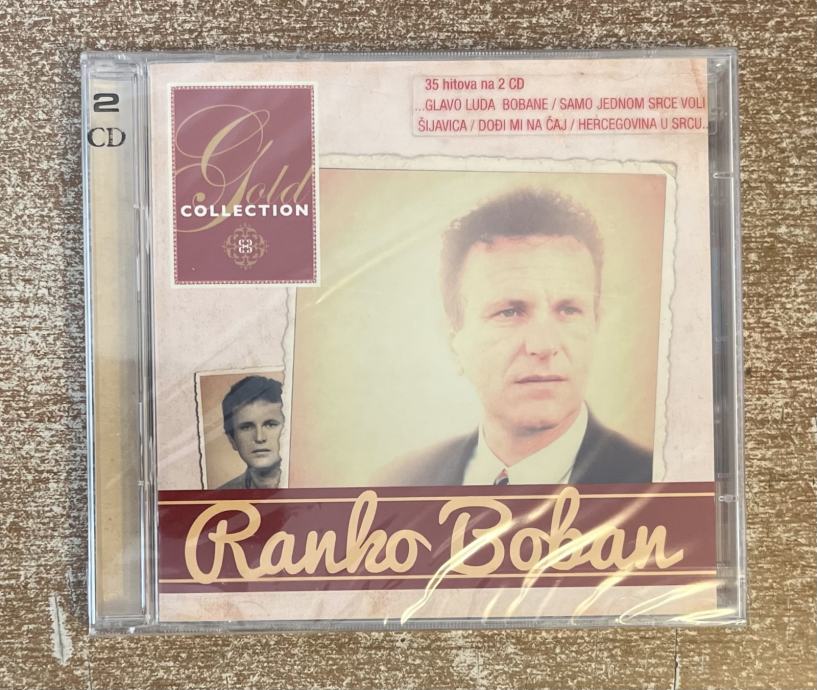 2
CD
Gold
COLLECTION
35 hitova na 2 CD
...GLAVO LUDA BOBANE / SAMO JEDNOM SRCE VOLI
ŠIJAVICA / DOĐI MI NA ČAJ / HERCEGOVINA U SRCU...
Ranko Boban